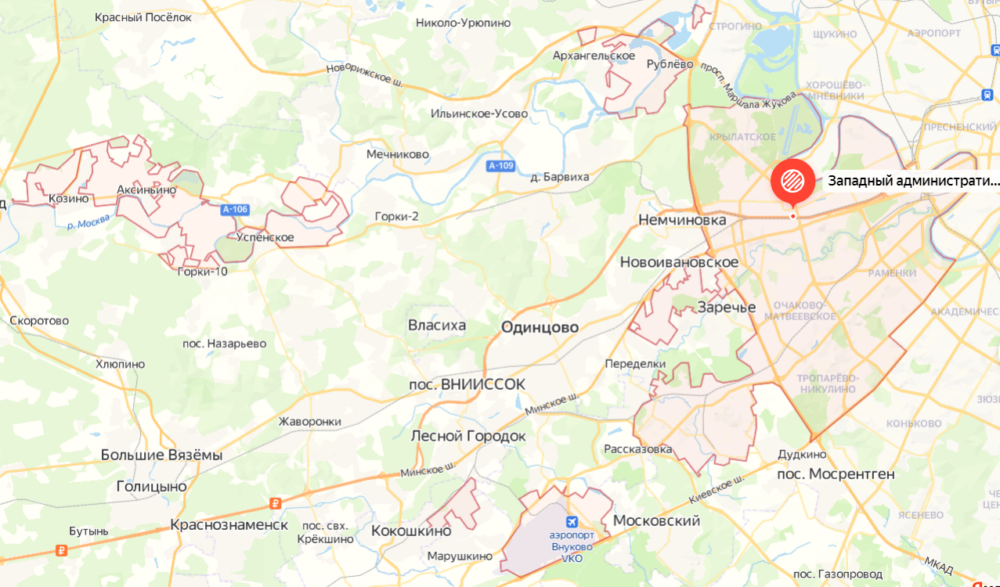 Красный Посёлок
Николо-Урюпино
СТРОГИНО
ЩУКИНО
АЭРОПОРТ
Архангельское
Рублёво
Новорижское ш.
просп. Маршала Жукова
ХОРОШЁВО-
МНЁВНИКИ
Ильинское-Усово
ПРЕСНЕНСКИЙ
КРЫЛАТСКОЕ
Мечниково
А-109
д. Барвиха
Западный администрати...
Аксиньино
Козино
А-106
р. Москва
Горки-2
Немчиновка
Успенское
Горки-10
Новоивановское
РАМЕНКИ
Заречье
ОЧАКОВО-
МАТВЕЕВСКОЕ
АКАДЕМИЧЕС
Скоротово
Власиха
Одинцово
пос. Назарьево
Хлюпино
Переделки
пос. ВНИИССОК
ТРОПАРЁВО-
НИКУЛИНО
Минское ш.
Жаворонки
КОНЬКОВО
Лесной Городок
Рассказовка
Большие Вязёмы
Дудкино
Минское ш.
пос. Мосрентген
Голицыно
Киевское ш.
Краснознаменск
пос. свх.
Крёкшино
Кокошкино
Московский
ЯСЕНЕВО
Бутынь
аэропорт
Внуково
VKO
Марушкино
МКАД
пос. Газопровод